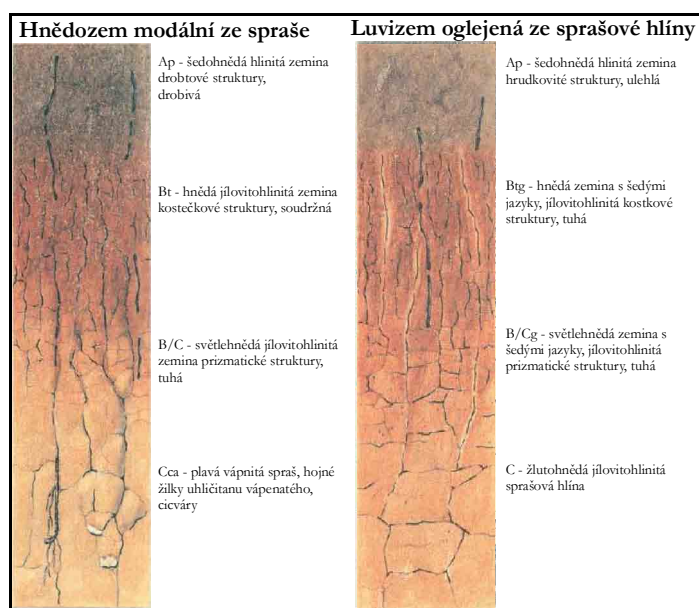 Hnědozem modální ze spraše
Ap - šedohnědá hlinitá zemina
drobtové struktury,
drobivá
Bt - hnědá jílovitohlinitá zemina
kostečkové struktury, soudržná
B/C - světlehnědá jílovitohlinitá
zemina prizmatické struktury,
tuhá
Cca - plavá vápnitá spraš, hojné
žilky uhličitanu vápenatého,
cicváry
Luvizem oglejená ze sprašové hlíny
Ap - šedohnědá hlinitá zemina
hrudkovité struktury, ulehlá
Btg - hnědá zemina s šedými
jazyky, jílovitohlinitá kostkové
struktury, tuhá
B/Cg - světlehnědá zemina s
šedými jazyky, jílovitohlinitá
prizmatické struktury, tuhá
C - žlutohnědá jílovitohlinitá
sprašová hlína